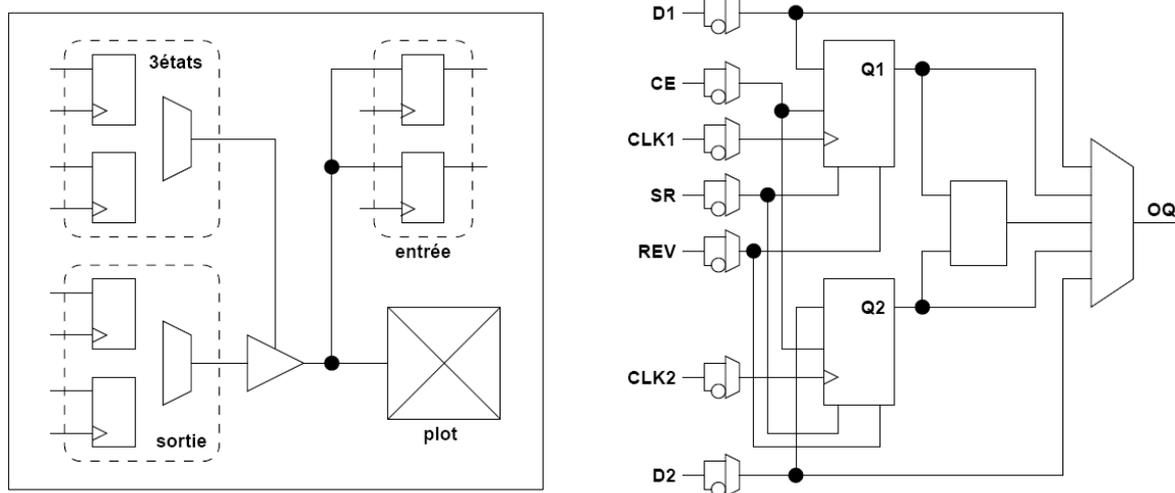 3états
entrée
sortie
plot
D1
CE
CLK1
SR
REV
CLK2
D2
Q1
Q2
OQ